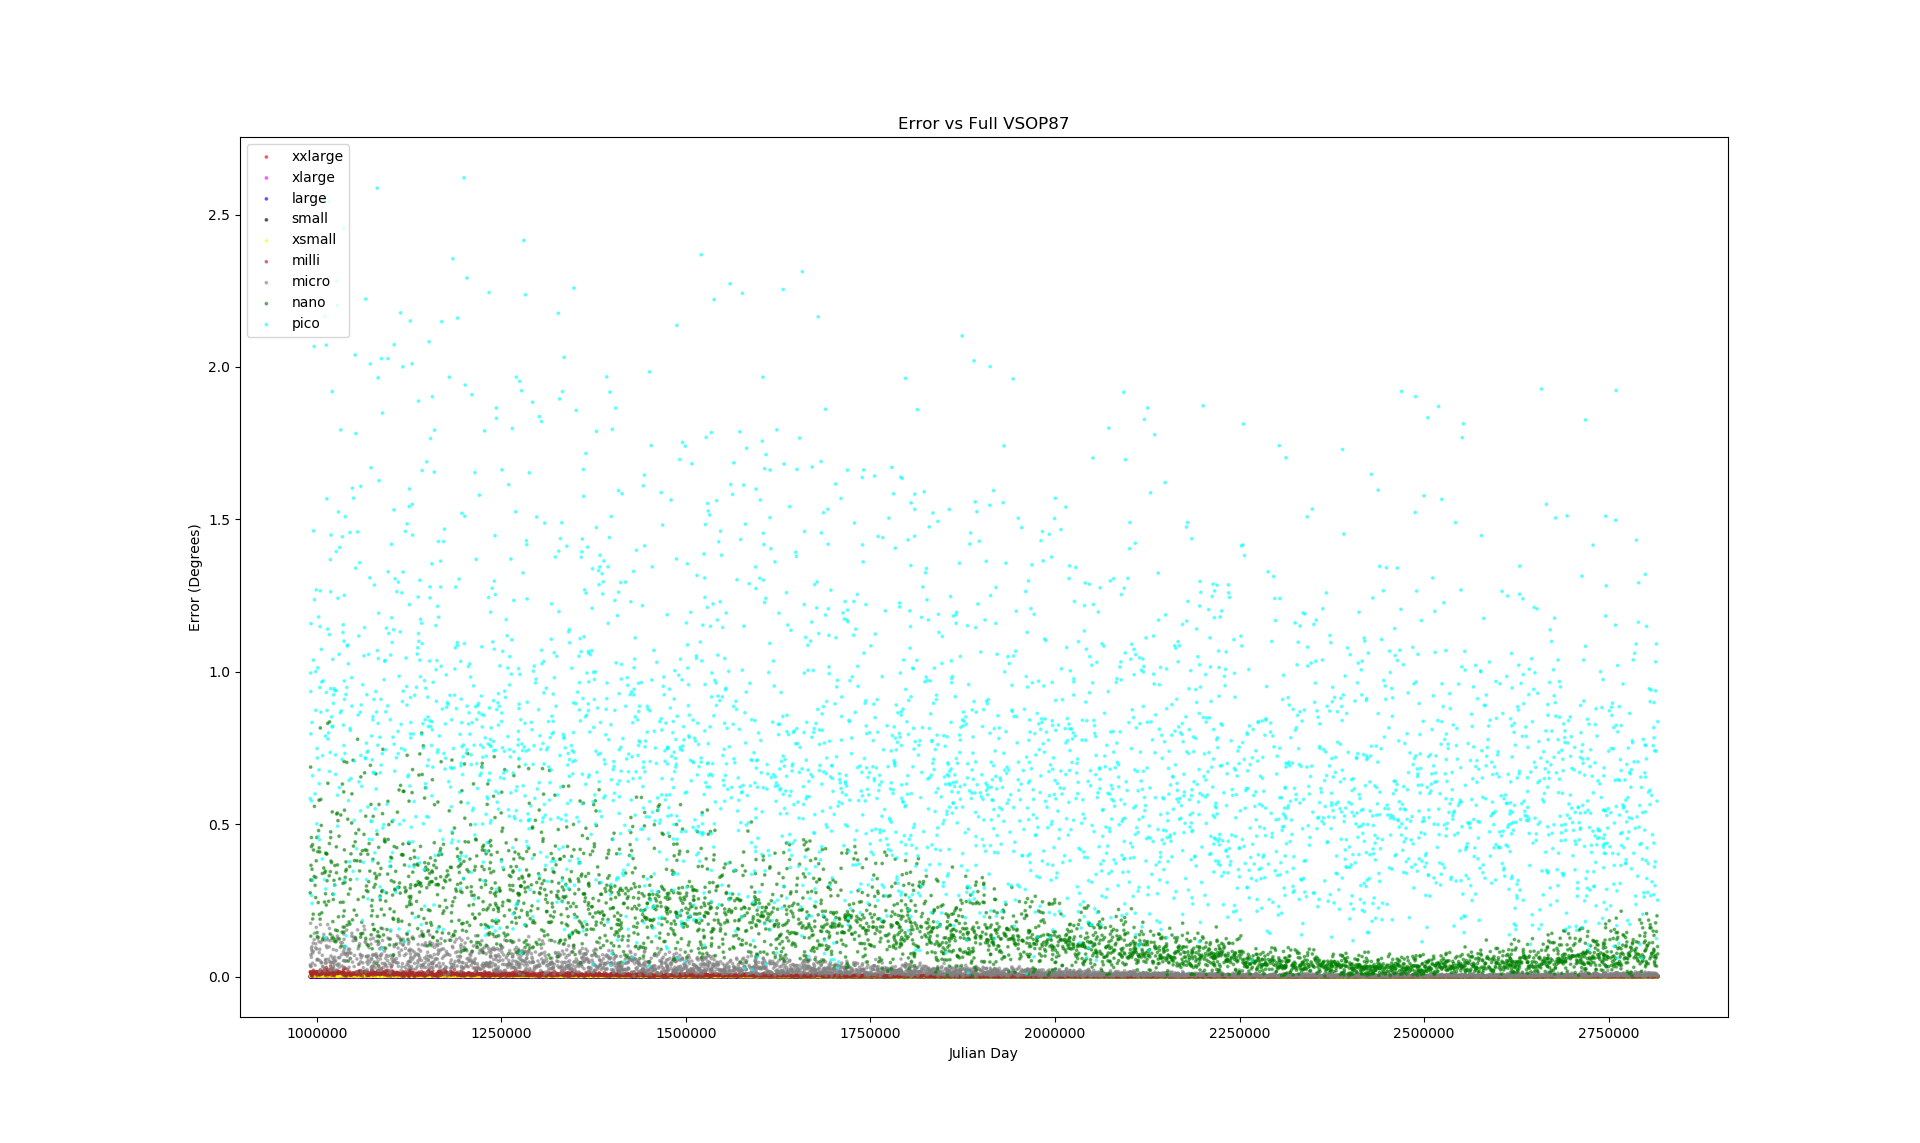 Error vs Full VSOP87
xxlarge
xlarge
large
small
xsmall
milli
micro
nano
pico
2.5
2.0
1.5
1.0
0.5
0.0
Error (Degrees)
1000000 1250000 1500000 1750000 2000000 2250000 2500000 2750000
Julian Day